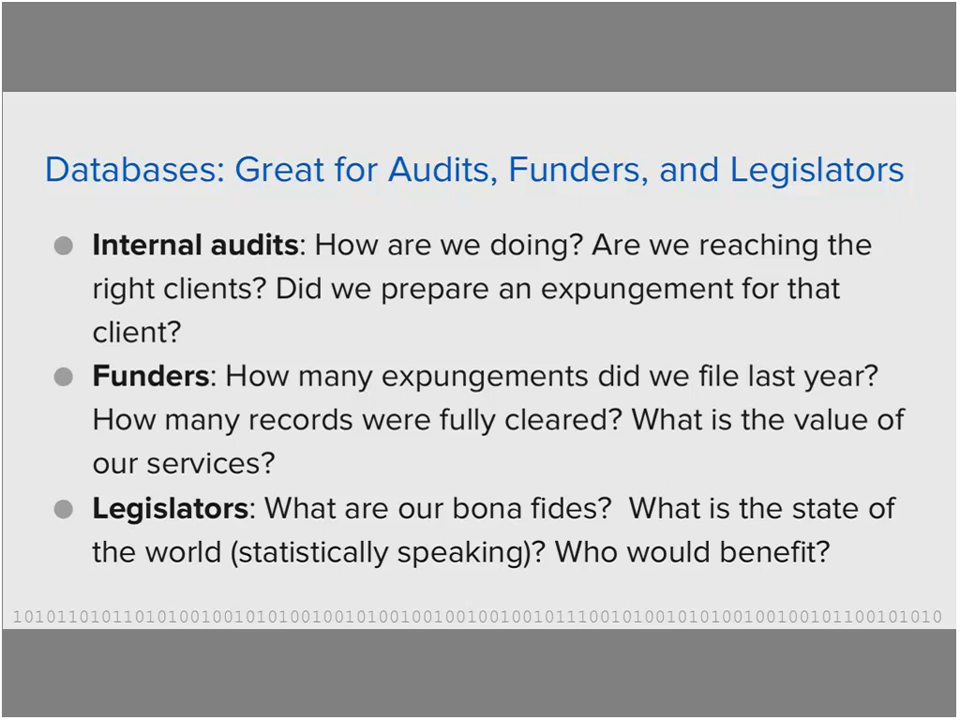 Databases: Great for Audits, Funders, and Legislators
Internal audits: How are we doing? Are we reaching the
right clients? Did we prepare an expungement for that
client?
Funders: How many expungements did we file last year?
How many records were fully cleared? What is the value of
our services?
Legislators: What are our bona fides?  What is the state of
the world (statistically speaking)? Who would benefit?